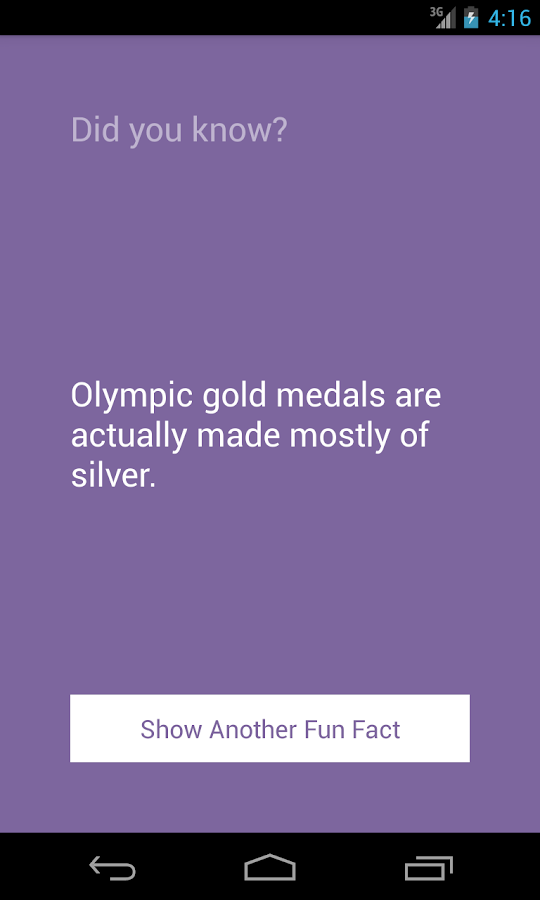 3G 4:16
Did you know?
Olympic gold medals are
actually made mostly of
silver.
Show Another Fun Fact